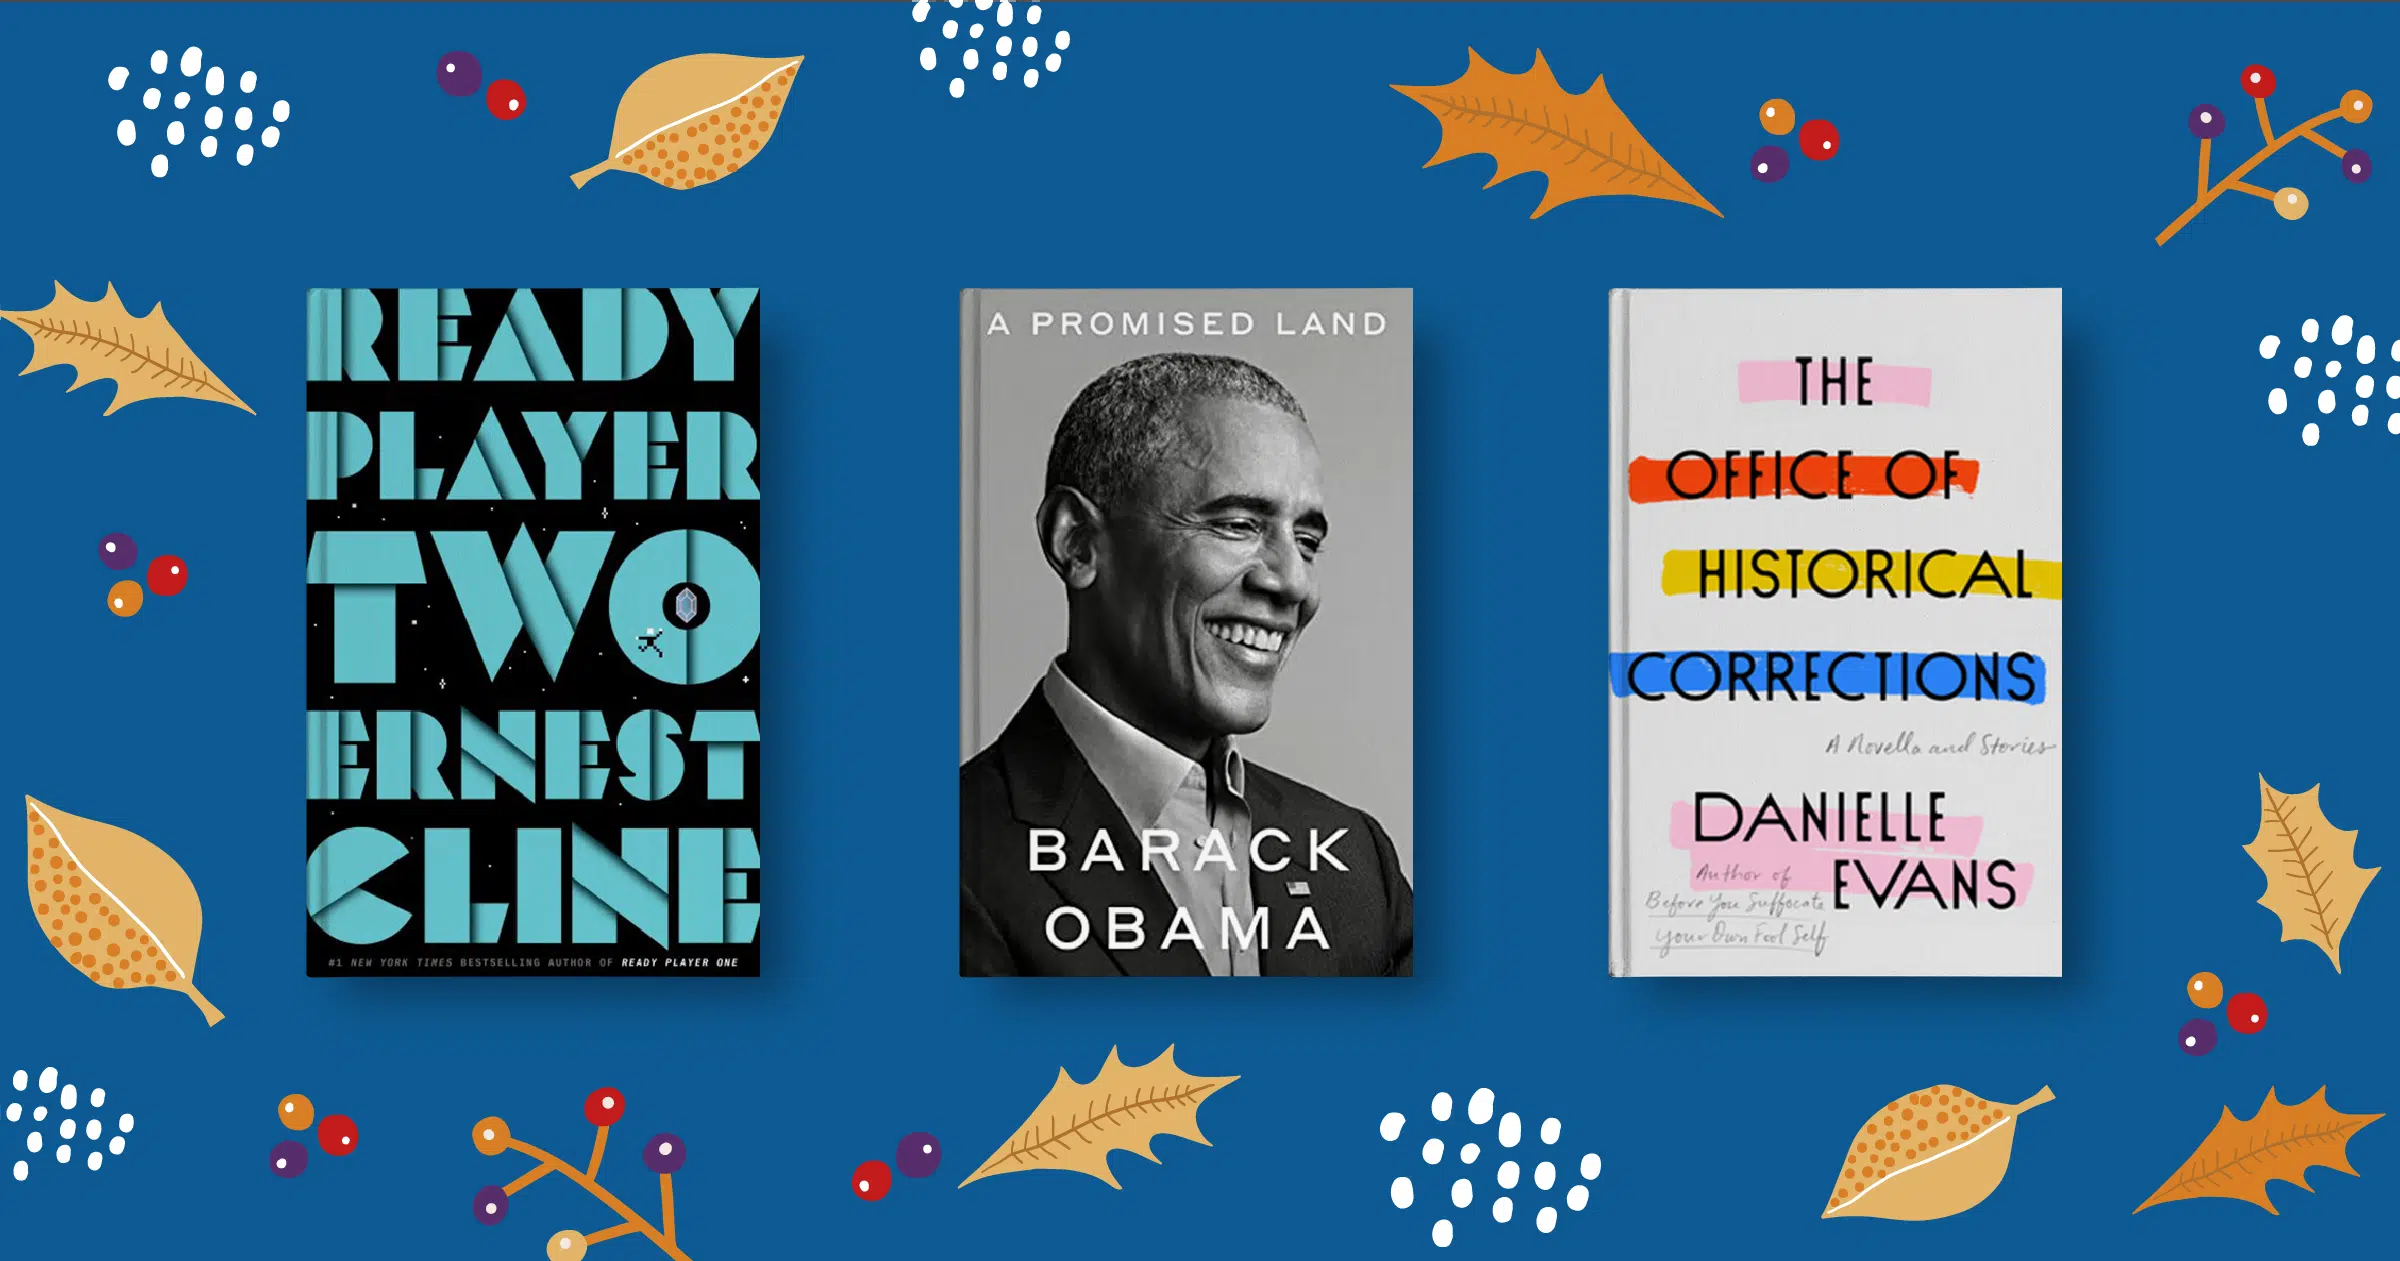 READY
PLAYER
TWO
ERNEST
CLINE
#1 NEW YORK TIMES BESTSELLING AUTHOR OF READY PLAYER ONE
A PROMISED LAND
BARACK
OBAMA
THE
OFFICE OF
HISTORICAL
CORRECTIONS
A Novella and Stories
DANIELLE
EVANS
Author of
Before You Suffocate
Your Own Fool Self